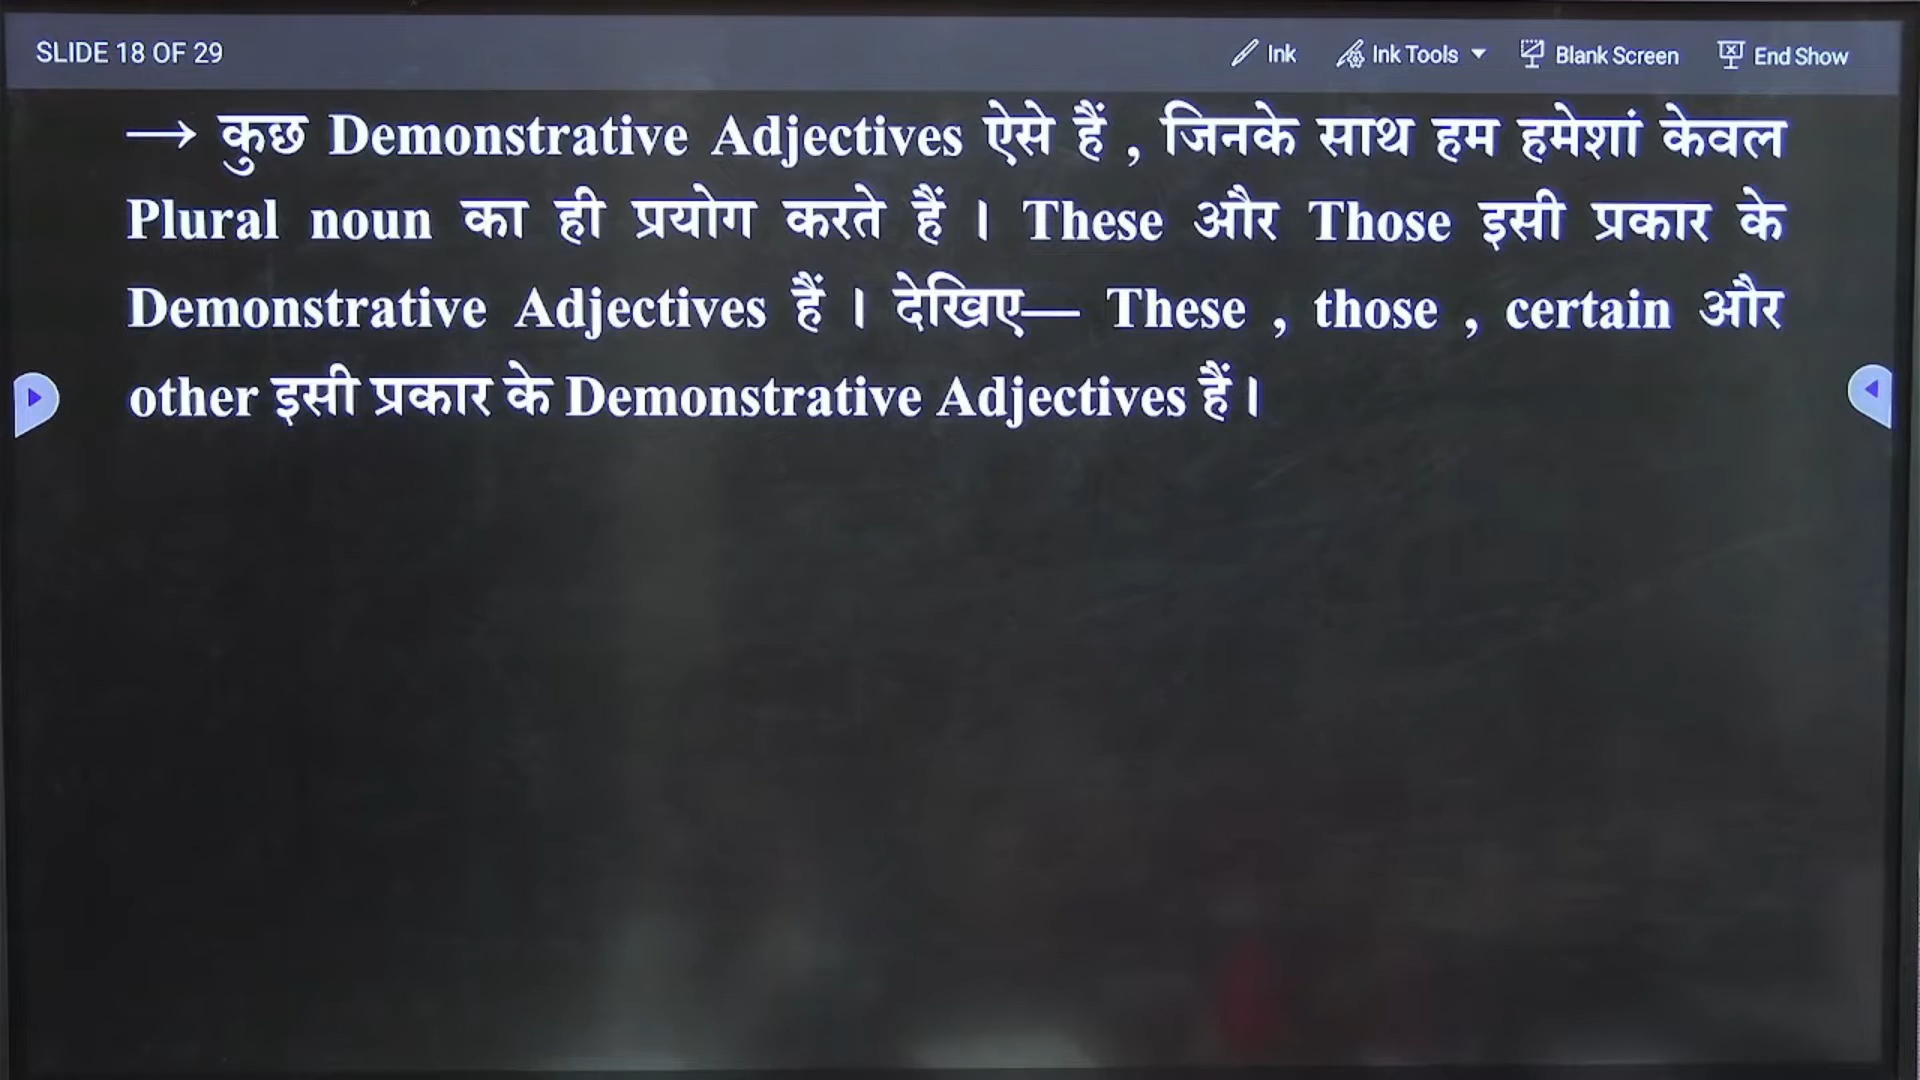 SLIDE 18 OF 29 Ink Ink Tools Blank Screen End Show
→ कुछ Demonstrative Adjectives ऐसे हैं , जिनके साथ हम हमेशां केवल
Plural noun का ही प्रयोग करते हैं । These और Those इसी प्रकार के
Demonstrative Adjectives हैं । देखिए— These , those , certain और
other इसी प्रकार के Demonstrative Adjectives हैं ।